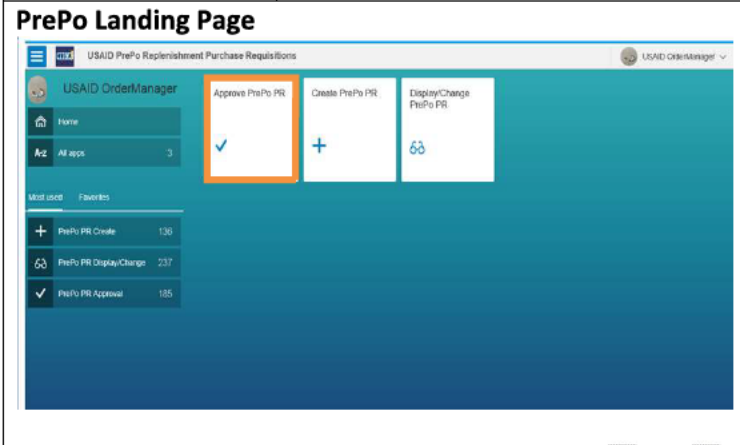 PrePo Landing Page
USAID PrePo Replenishment Purchase Requisitions
USAID OrderManager
USAID OrderManager
Home
All apps 3
Most used Favorites
PrePo PR Create 136
PrePo PR Display/Change 237
PrePo PR Approval 185
Approve PrePo PR
Create PrePo PR
Display/Change
PrePo PR